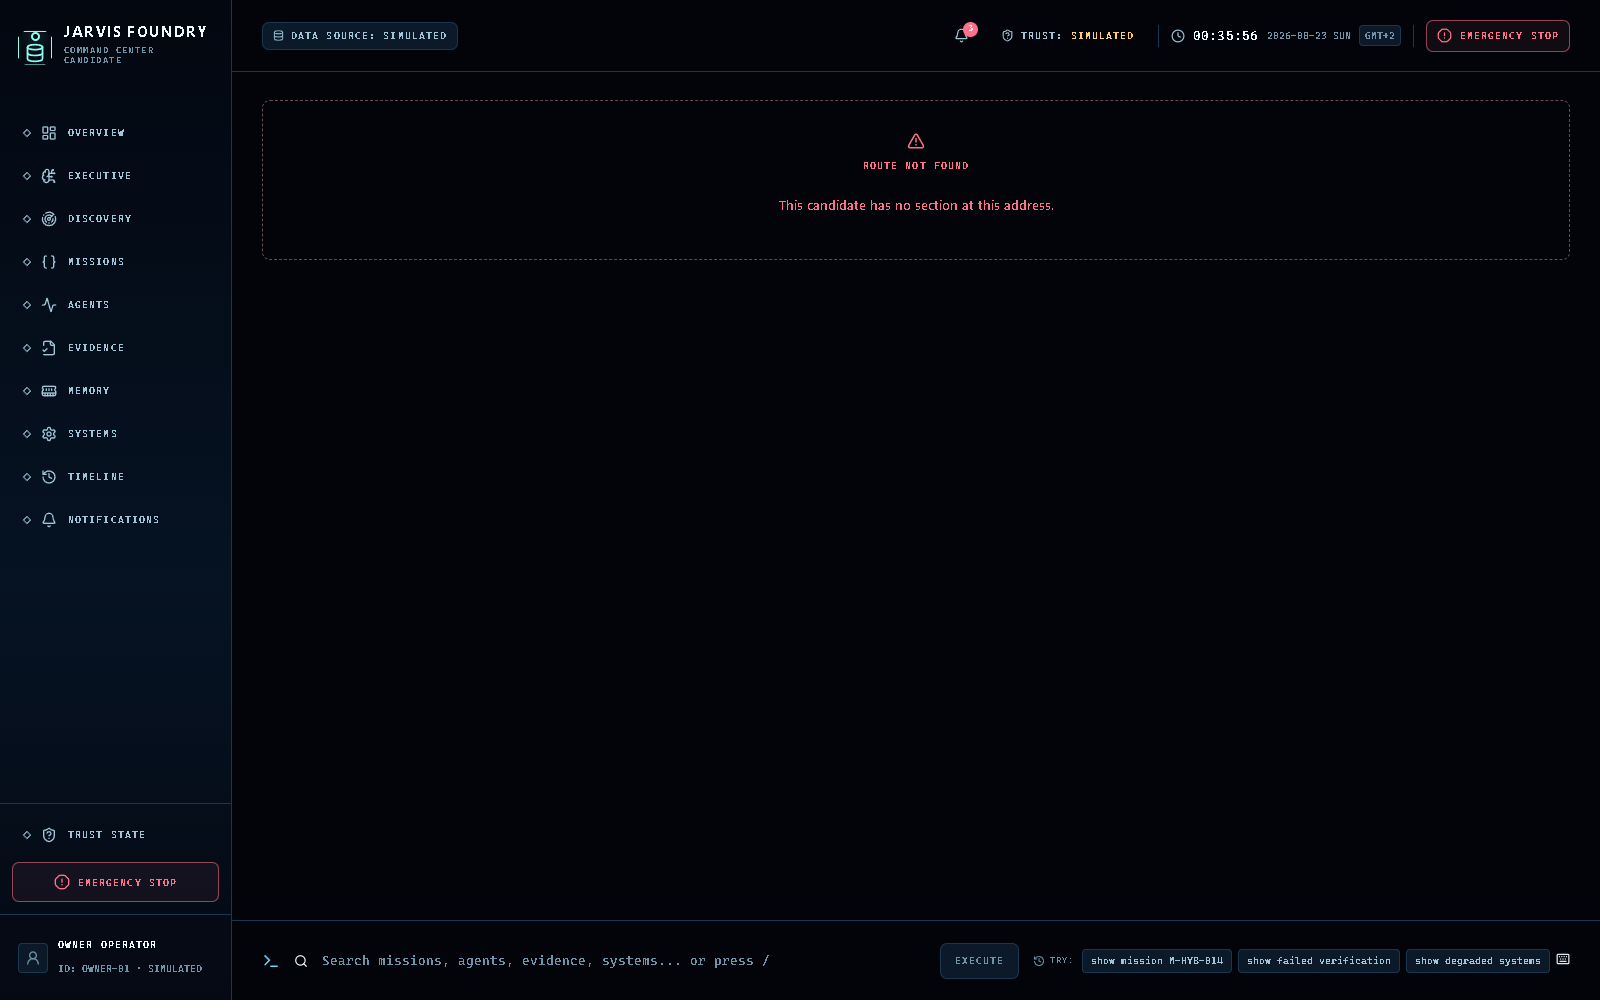 JARVIS FOUNDRY
COMMAND CENTER
CANDIDATE
OVERVIEW
EXECUTIVE
DISCOVERY
MISSIONS
AGENTS
EVIDENCE
MEMORY
SYSTEMS
TIMELINE
NOTIFICATIONS
TRUST STATE
EMERGENCY STOP
OWNER OPERATOR
ID: OWNER-01 • SIMULATED
DATA SOURCE: SIMULATED
3
TRUST: SIMULATED
00:35:56 2026-08-23 SUN GMT+2
EMERGENCY STOP
ROUTE NOT FOUND
This candidate has no section at this address.
Search missions, agents, evidence, systems... or press /
EXECUTE
TRY:
show mission M-HYB-014
show failed verification
show degraded systems